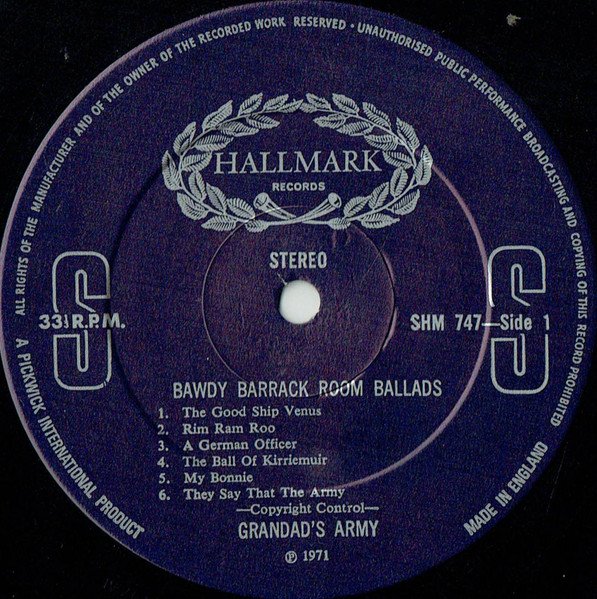 ALL RIGHTS OF THE MANUFACTURER AND OF THE OWNER OF THE RECORDED WORK RESERVED · UNAUTHORISED PUBLIC PERFORMANCE BROADCASTING AND COPYING OF THIS RECORD PROHIBITED
HALLMARK
RECORDS
STEREO
S S
33⅓ R.P.M.
SHM 747—Side 1
BAWDY BARRACK ROOM BALLADS
1. The Good Ship Venus
2. Rim Ram Roo
3. A German Officer
4. The Ball Of Kirriemuir
5. My Bonnie
6. They Say That The Army
—Copyright Control—
GRANDAD'S ARMY
℗ 1971
A PICKWICK INTERNATIONAL PRODUCT
MADE IN ENGLAND